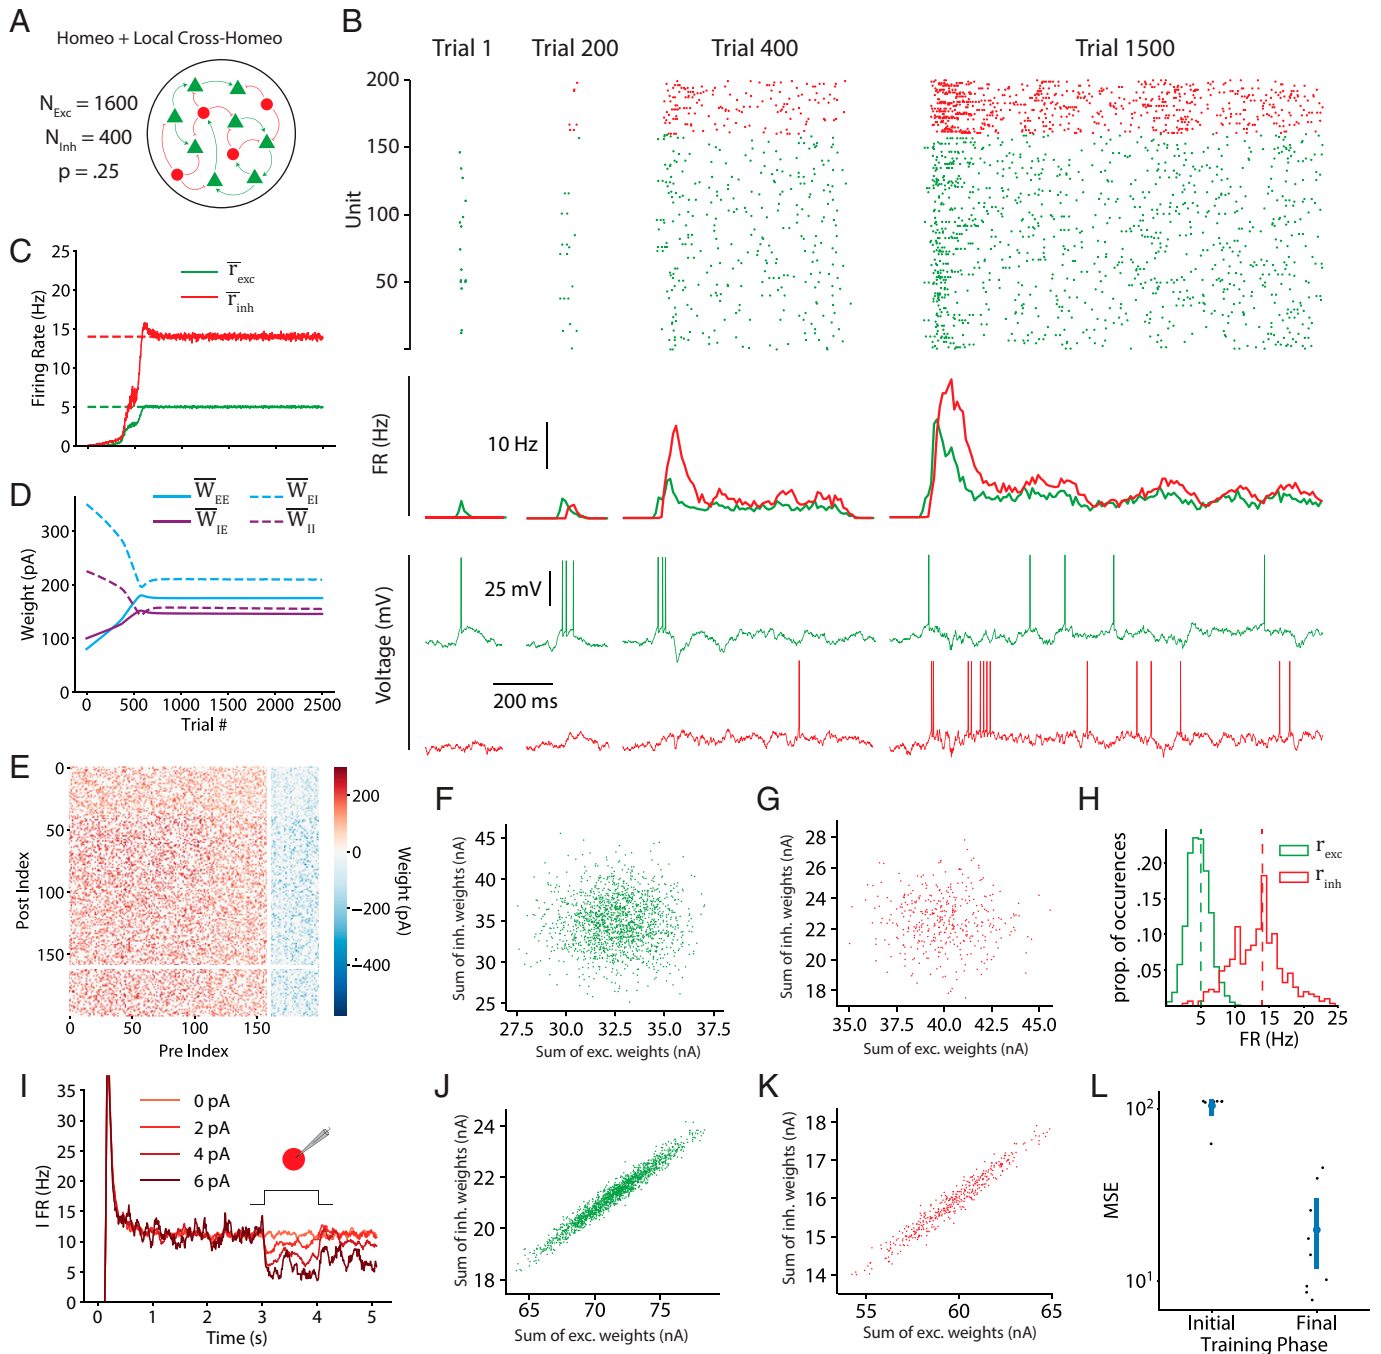 A
Homeo + Local Cross-Homeo
N_Exc = 1600
N_Inh = 400
p = .25
B
Trial 1 Trial 200 Trial 400 Trial 1500
200
150
100
50
Unit
FR (Hz)
10 Hz
Voltage (mV)
25 mV
200 ms
C
25
20
15
10
5
0
Firing Rate (Hz)
r_exc
r_inh
D
W_EE W_EI
W_IE W_II
300
200
100
0
Weight (pA)
0 500 1000 1500 2000 2500
Trial #
E
0
50
100
150
Post Index
0 50 100 150
Pre Index
200
0
−200
−400
Weight (pA)
F
45
40
35
30
25
Sum of inh. weights (nA)
27.5 30.0 32.5 35.0 37.5
Sum of exc. weights (nA)
G
28
26
24
22
20
18
Sum of inh. weights (nA)
35.0 37.5 40.0 42.5 45.0
Sum of exc. weights (nA)
H
.20
.15
.10
.05
prop. of occurences
r_exc
r_inh
5 10 15 20 25
FR (Hz)
I
35
30
25
20
15
10
5
0
I FR (Hz)
0 pA
2 pA
4 pA
6 pA
0 1 2 3 4 5
Time (s)
J
24
22
20
18
Sum of inh. weights (nA)
65 70 75
Sum of exc. weights (nA)
K
18
17
16
15
14
Sum of inh. weights (nA)
55 60 65
Sum of exc. weights (nA)
L
10²
10¹
MSE
Initial Final
Training Phase